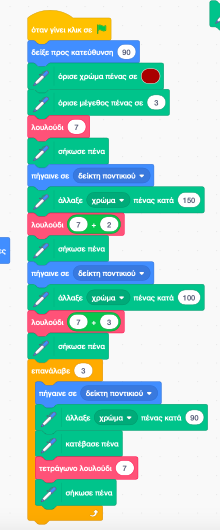 όταν γίνει κλικ σε
δείξε προς κατεύθυνση 90
όρισε χρώμα πένας σε
όρισε μέγεθος πένας σε 3
λουλούδι 7
σήκωσε πένα
πήγαινε σε δείκτη ποντικιού
άλλαξε χρώμα πένας κατά 150
λουλούδι 7 + 2
σήκωσε πένα
ες
πήγαινε σε δείκτη ποντικιού
άλλαξε χρώμα πένας κατά 100
λουλούδι 7 + 3
σήκωσε πένα
επανάλαβε 3
πήγαινε σε δείκτη ποντικιού
άλλαξε χρώμα πένας κατά 90
κατέβασε πένα
τετράγωνο λουλούδι 7
σήκωσε πένα